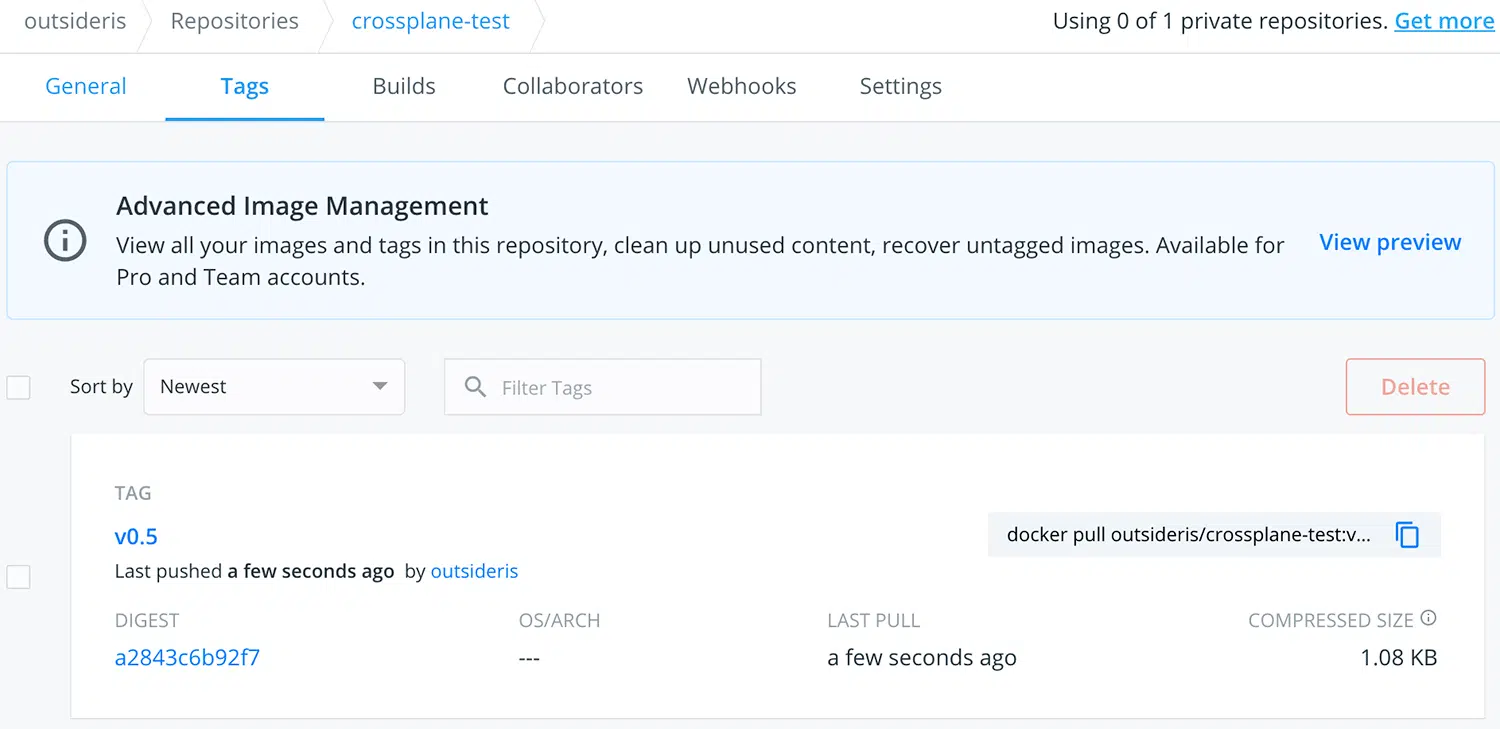 outsideris Repositories crossplane-test Using 0 of 1 private repositories. Get more
General Tags Builds Collaborators Webhooks Settings
Advanced Image Management
View all your images and tags in this repository, clean up unused content, recover untagged images. Available for
Pro and Team accounts.
View preview
Sort by Newest Filter Tags Delete
TAG
v0.5
docker pull outsideris/crossplane-test:v...
Last pushed a few seconds ago by outsideris
DIGEST OS/ARCH LAST PULL COMPRESSED SIZE
a2843c6b92f7 --- a few seconds ago 1.08 KB